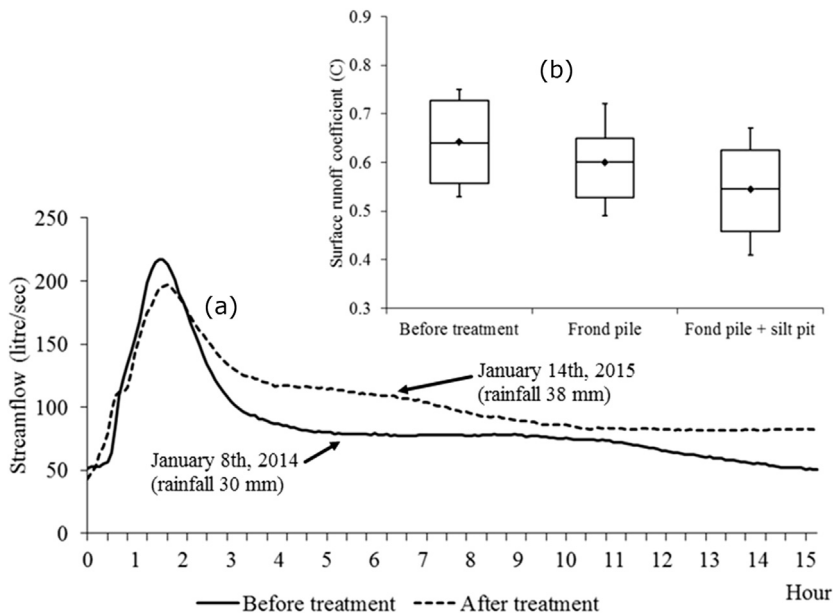 (b)
Surface runoff coefficient (C)
0.9
0.8
0.7
0.6
0.5
0.4
0.3
Before treatment
Frond pile
Fond pile + silt pit
(a)
Streamflow (litre/sec)
250
200
150
100
50
0
January 14th, 2015
(rainfall 38 mm)
January 8th, 2014
(rainfall 30 mm)
0 1 2 3 4 5 6 7 8 9 10 11 12 13 14 15
Hour
Before treatment
After treatment